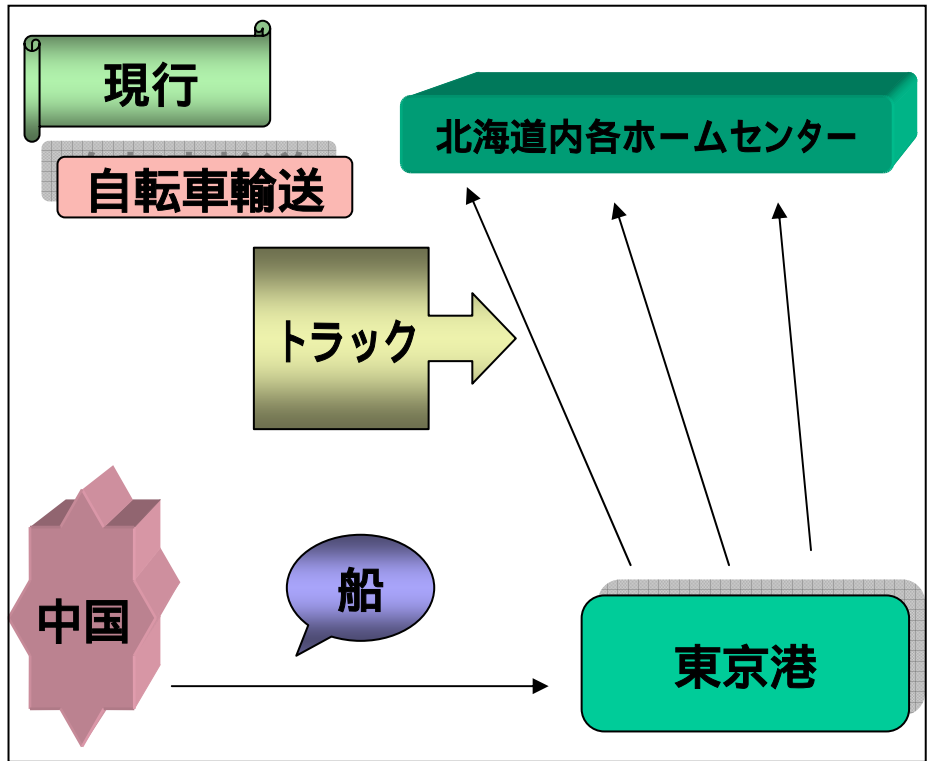 現行
北海道内各ホームセンター
自転車輸送
トラック
船
中国
東京港